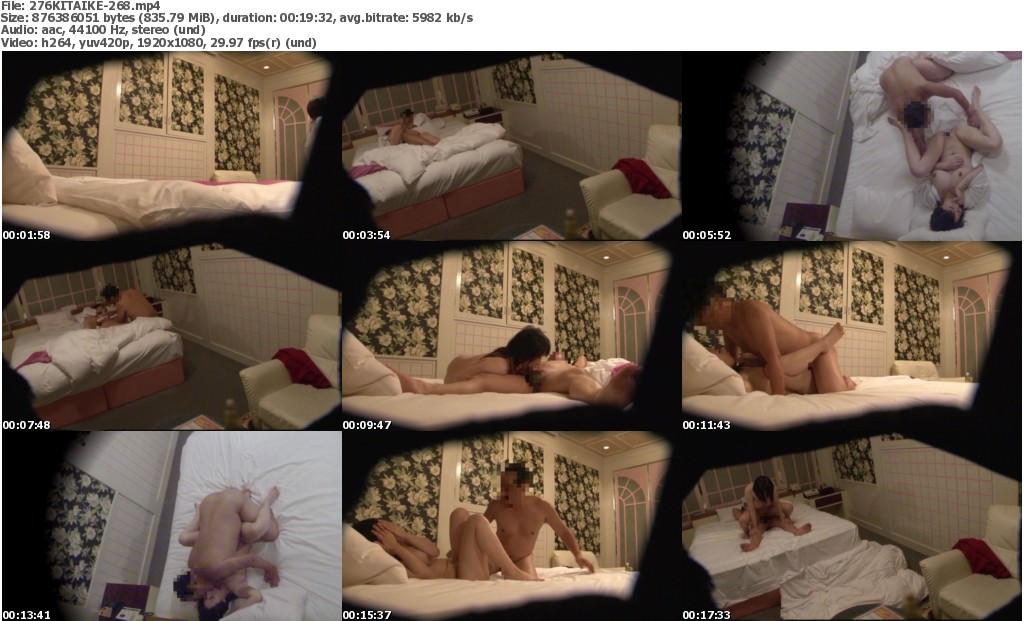 File: 276KITAIKE-268.mp4
Size: 876386051 bytes (835.79 MiB), duration: 00:19:32, avg.bitrate: 5982 kb/s
Audio: aac, 44100 Hz, stereo (und)
Video: h264, yuv420p, 1920x1080, 29.97 fps(r) (und)
00:01:58
00:03:54
00:05:52
00:07:48
00:09:47
00:11:43
00:13:41
00:15:37
00:17:33